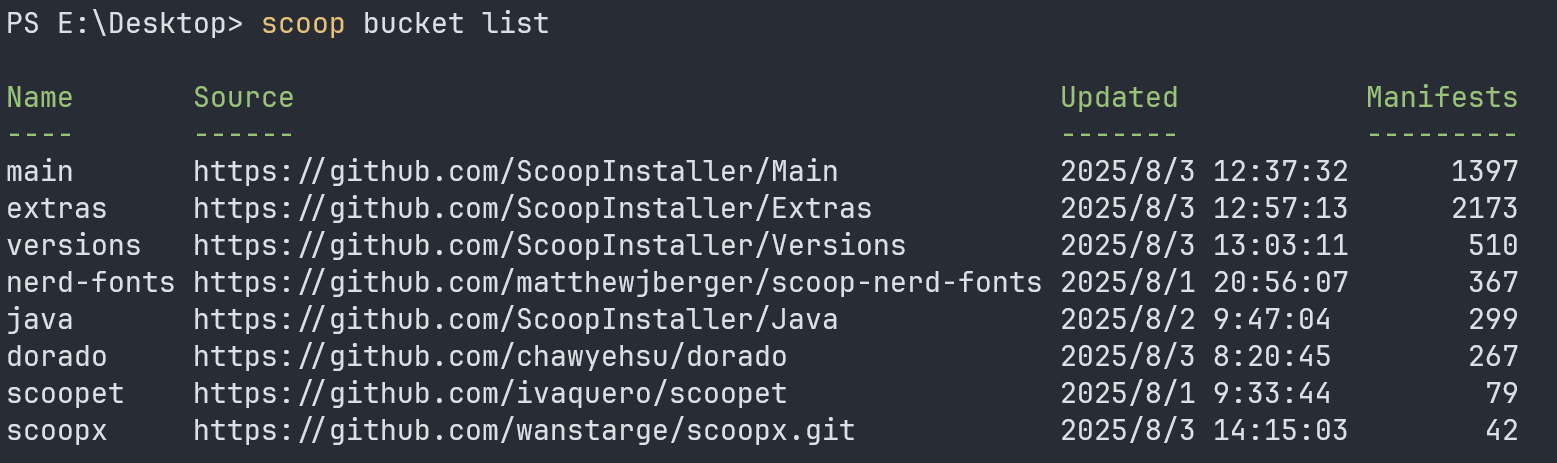 PS E:\Desktop> scoop bucket list
Name Source Updated Manifests
---- ------ ------- ---------
main https://github.com/ScoopInstaller/Main 2025/8/3 12:37:32 1397
extras https://github.com/ScoopInstaller/Extras 2025/8/3 12:57:13 2173
versions https://github.com/ScoopInstaller/Versions 2025/8/3 13:03:11 510
nerd-fonts https://github.com/matthewjberger/scoop-nerd-fonts 2025/8/1 20:56:07 367
java https://github.com/ScoopInstaller/Java 2025/8/2 9:47:04 299
dorado https://github.com/chawyehsu/dorado 2025/8/3 8:20:45 267
scoopet https://github.com/ivaquero/scoopet 2025/8/1 9:33:44 79
scoopx https://github.com/wanstarge/scoopx.git 2025/8/3 14:15:03 42